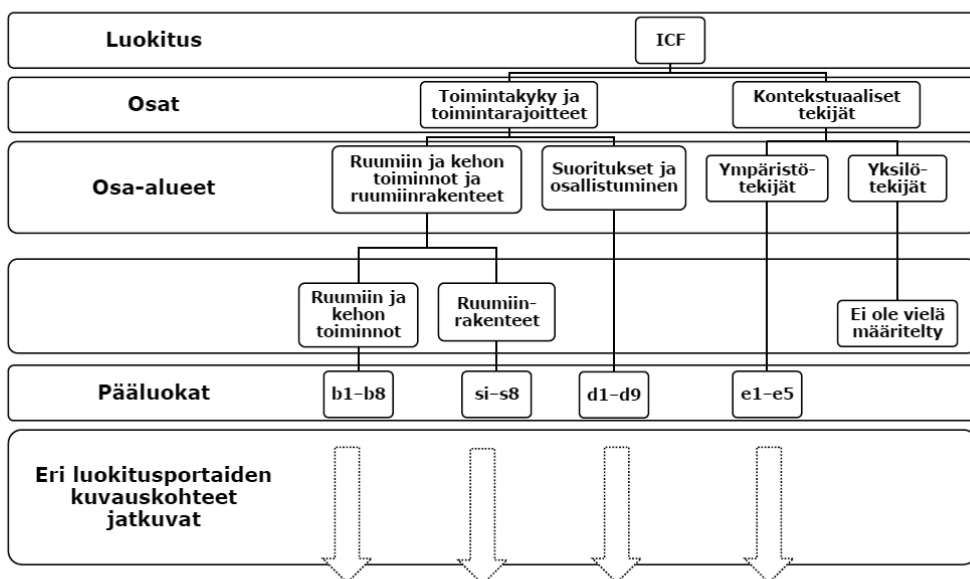 Luokitus
ICF
Osat
Toimintakyky ja
toimintarajoitteet
Kontekstuaaliset
tekijät
Osa-alueet
Ruumiin ja kehon
toiminnot ja
ruumiinrakenteet
Suoritukset ja
osallistuminen
Ympäristö-
tekijät
Yksilö-
tekijät
Ruumiin ja
kehon
toiminnot
Ruumiin-
rakenteet
Ei ole vielä
määritelty
Pääluokat
b1–b8
si–s8
d1–d9
e1–e5
Eri luokitusportaiden
kuvauskohteet
jatkuvat